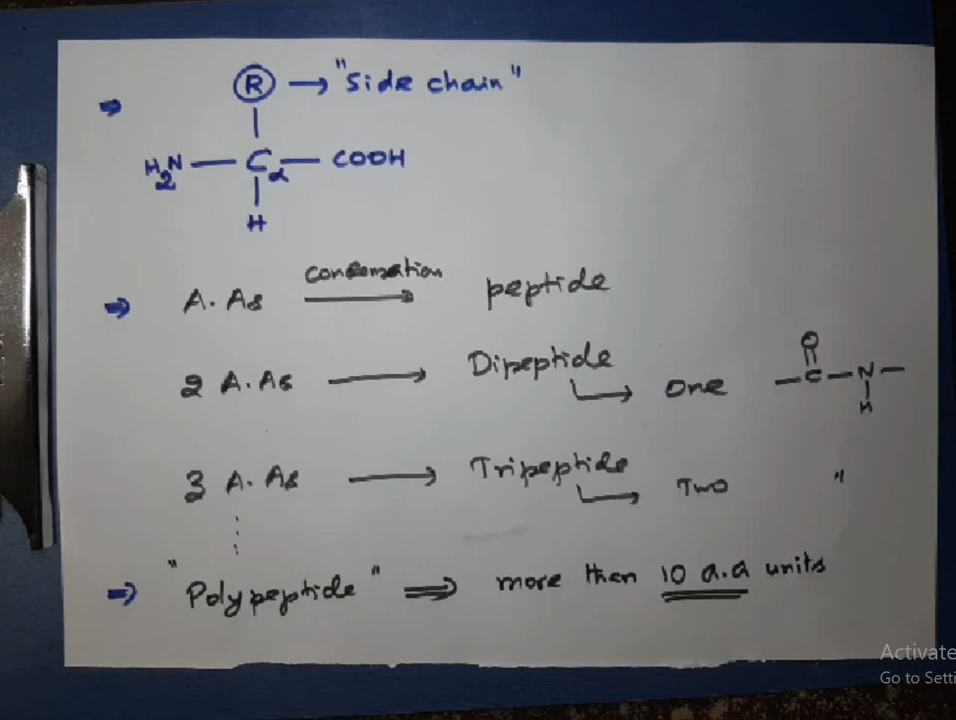 ⇒ Ⓡ → "Side chain"
H2N — Cα — COOH
H
⇒ A. As condensation → peptide
2 A. As → Dipeptide
↳ One — C — N —
O
H
3 A. As → Tripeptide
↳ Two "
⇒ "Polypeptide" ⇒ more then 10 a.a units
Activate
Go to Setti